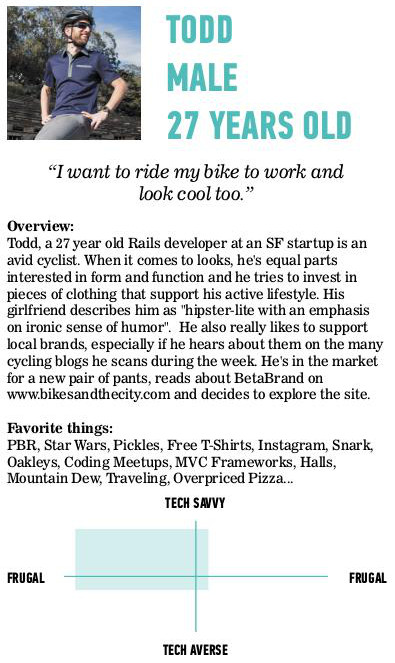 TODD
MALE
27 YEARS OLD
“I want to ride my bike to work and
look cool too.”
Overview:
Todd, a 27 year old Rails developer at an SF startup is an
avid cyclist. When it comes to looks, he's equal parts
interested in form and function and he tries to invest in
pieces of clothing that support his active lifestyle. His
girlfriend describes him as "hipster-lite with an emphasis
on ironic sense of humor".  He also really likes to support
local brands, especially if he hears about them on the many
cycling blogs he scans during the week. He's in the market
for a new pair of pants, reads about BetaBrand on
www.bikesandthecity.com and decides to explore the site.
Favorite things:
PBR, Star Wars, Pickles, Free T-Shirts, Instagram, Snark,
Oakleys, Coding Meetups, MVC Frameworks, Halls,
Mountain Dew, Traveling, Overpriced Pizza...
TECH SAVVY
FRUGAL FRUGAL
TECH AVERSE